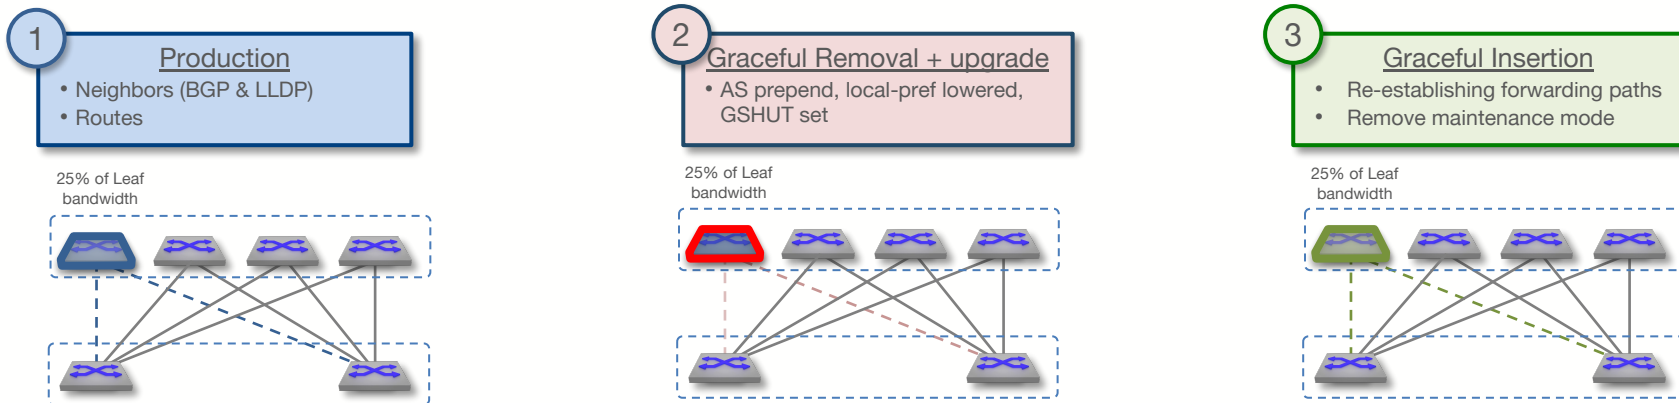 1
Production
• Neighbors (BGP & LLDP)
• Routes
25% of Leaf
bandwidth
2
Graceful Removal + upgrade
• AS prepend, local-pref lowered,
GSHUT set
25% of Leaf
bandwidth
3
Graceful Insertion
• Re-establishing forwarding paths
• Remove maintenance mode
25% of Leaf
bandwidth